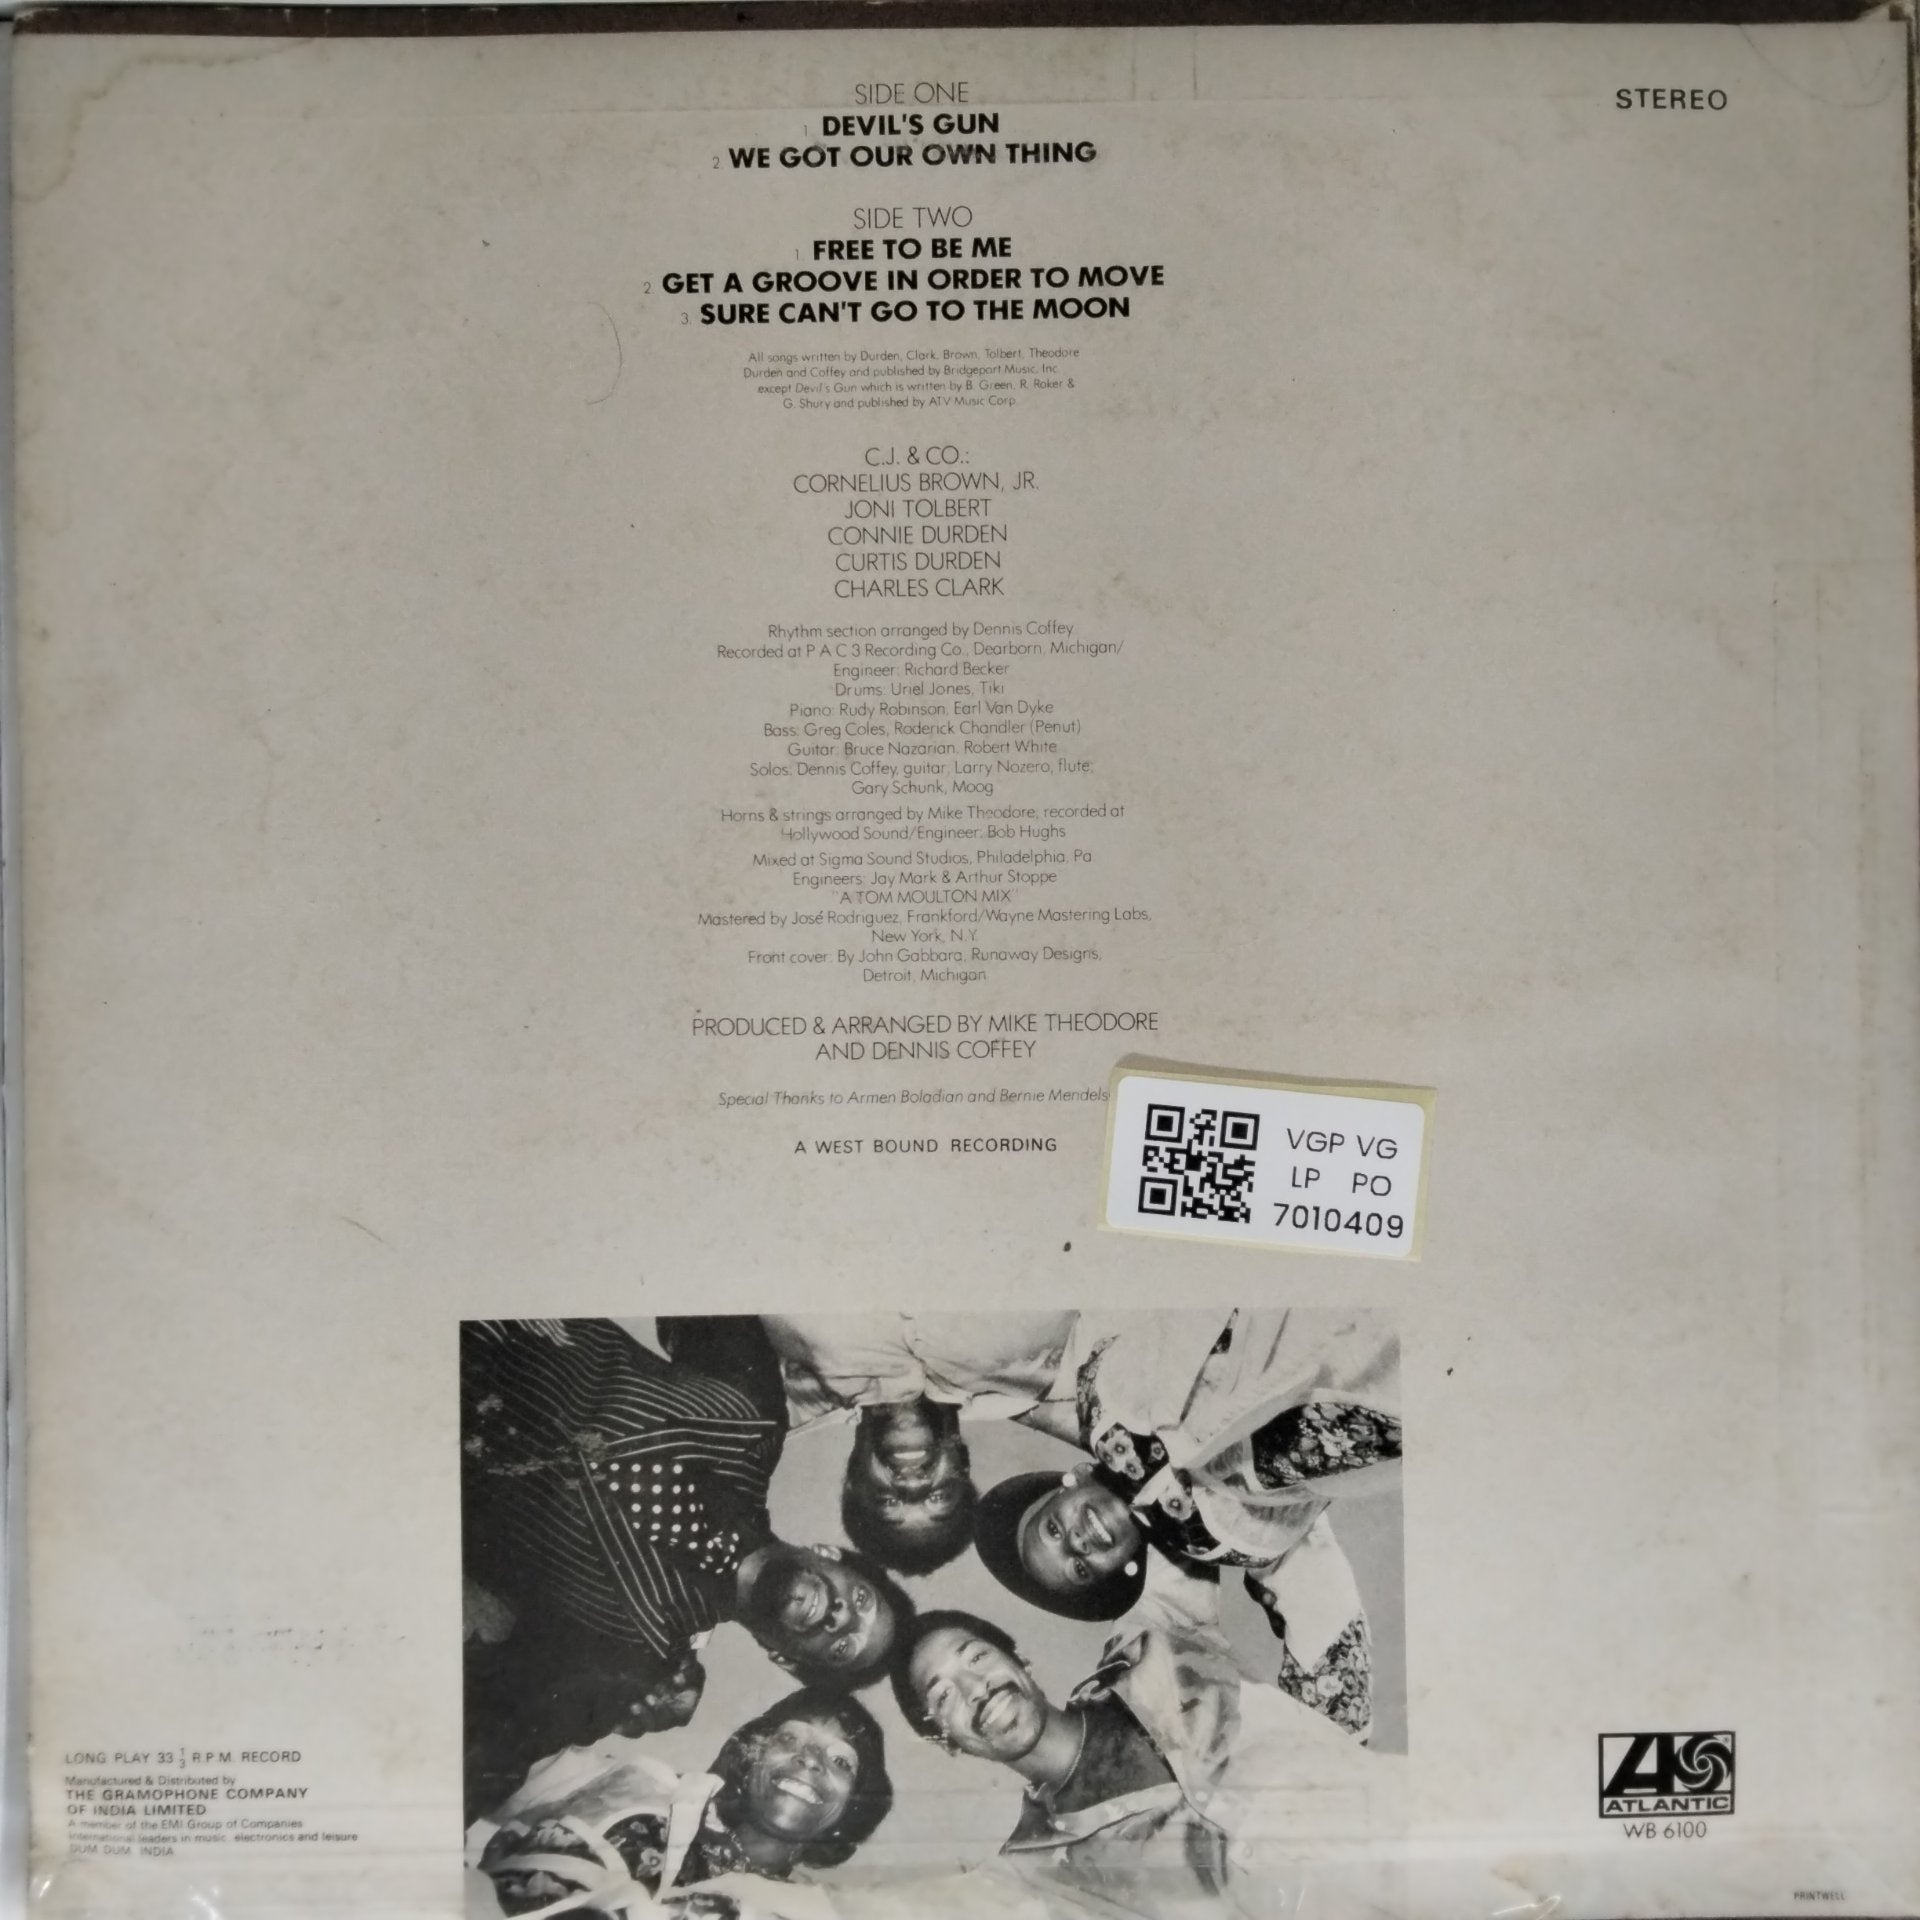 STEREO
SIDE ONE
1. DEVIL'S GUN
2. WE GOT OUR OWN THING
SIDE TWO
1. FREE TO BE ME
2. GET A GROOVE IN ORDER TO MOVE
3. SURE CAN'T GO TO THE MOON
All songs written by Durden, Clark, Brown, Tolbert, Theodore
Durden and Coffey and published by Bridgeport Music, Inc.
except Devil's Gun which is written by B. Green, R. Roker &
G. Shury and published by ATV Music Corp.
C.J. & CO.:
CORNELIUS BROWN, JR.
JONI TOLBERT
CONNIE DURDEN
CURTIS DURDEN
CHARLES CLARK
Rhythm section arranged by Dennis Coffey
Recorded at P A C 3 Recording Co., Dearborn, Michigan/
Engineer: Richard Becker
Drums: Uriel Jones, Tiki
Piano: Rudy Robinson, Earl Van Dyke
Bass: Greg Coles, Roderick Chandler (Penut)
Guitar: Bruce Nazarian, Robert White
Solos: Dennis Coffey, guitar; Larry Nozero, flute;
Gary Schunk, Moog
Horns & strings arranged by Mike Theodore, recorded at
Hollywood Sound/Engineer: Bob Hughs
Mixed at Sigma Sound Studios, Philadelphia, Pa
Engineers: Jay Mark & Arthur Stoppe
"A TOM MOULTON MIX"
Mastered by José Rodriguez, Frankford/Wayne Mastering Labs,
New York, N.Y.
Front cover: By John Gabbara, Runaway Designs,
Detroit, Michigan
PRODUCED & ARRANGED BY MIKE THEODORE
AND DENNIS COFFEY
Special Thanks to Armen Boladian and Bernie Mendels
A WEST BOUND RECORDING
VGP VG
LP PO
7010409
LONG PLAY 33 1/3 R.P.M. RECORD
Manufactured & Distributed by
THE GRAMOPHONE COMPANY
OF INDIA LIMITED
A member of the EMI Group of Companies
International leaders in music, electronics and leisure
DUM DUM, INDIA
ATLANTIC
WB 6100
PRINTWELL